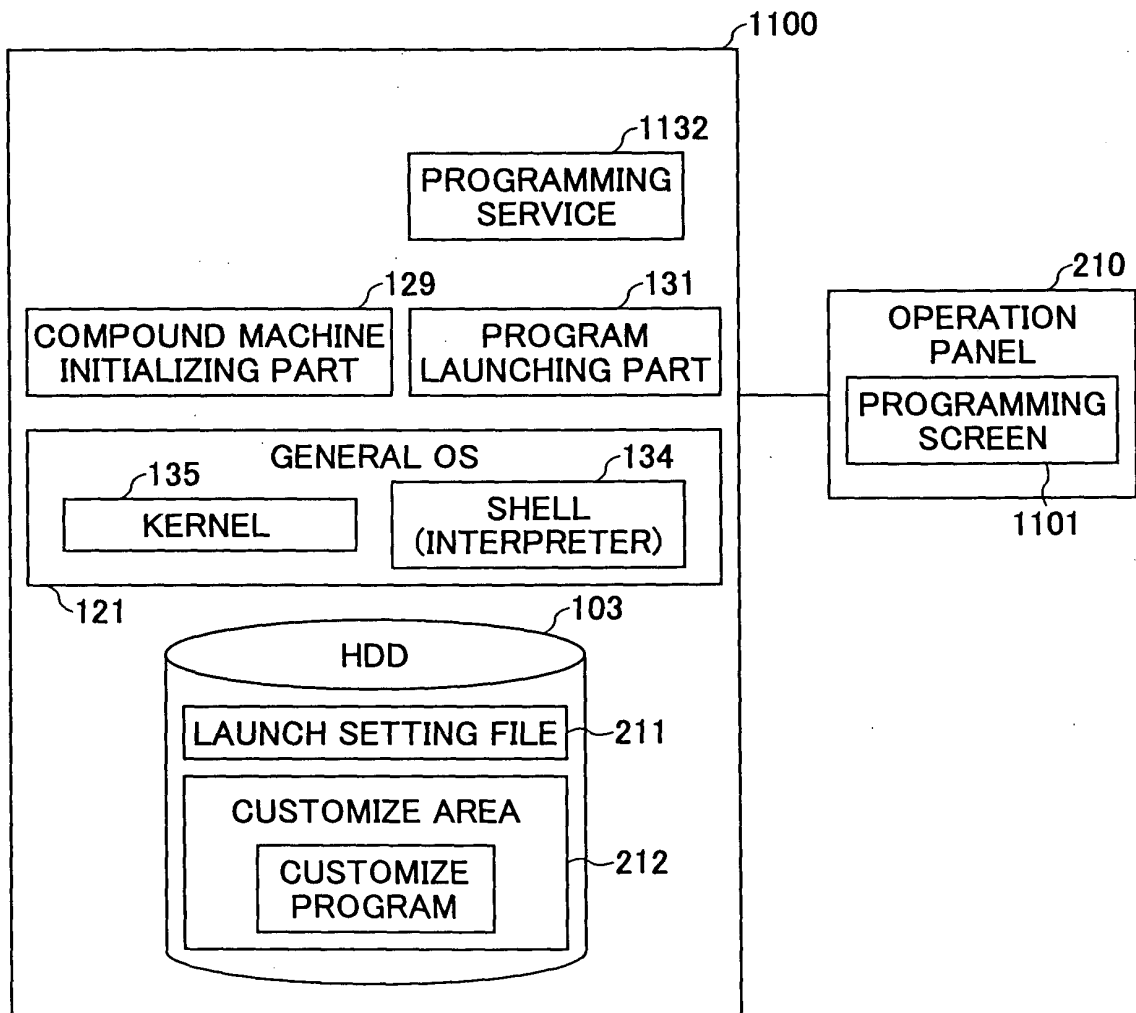 1100
1132
PROGRAMMING
SERVICE
129
COMPOUND MACHINE
INITIALIZING PART
131
PROGRAM
LAUNCHING PART
210
OPERATION
PANEL
PROGRAMMING
SCREEN
1101
GENERAL OS
135
KERNEL
134
SHELL
(INTERPRETER)
121
103
HDD
LAUNCH SETTING FILE
211
CUSTOMIZE AREA
CUSTOMIZE
PROGRAM
212